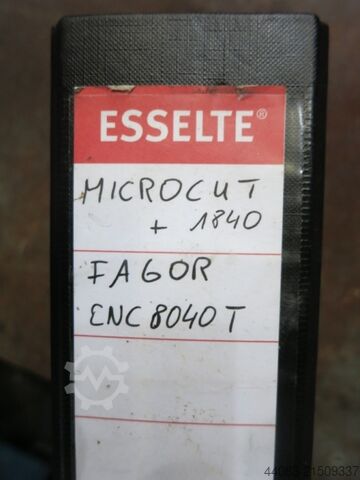 ESSELTE®
MICROCUT
+ 1840
FAGOR
CNC 8040 T